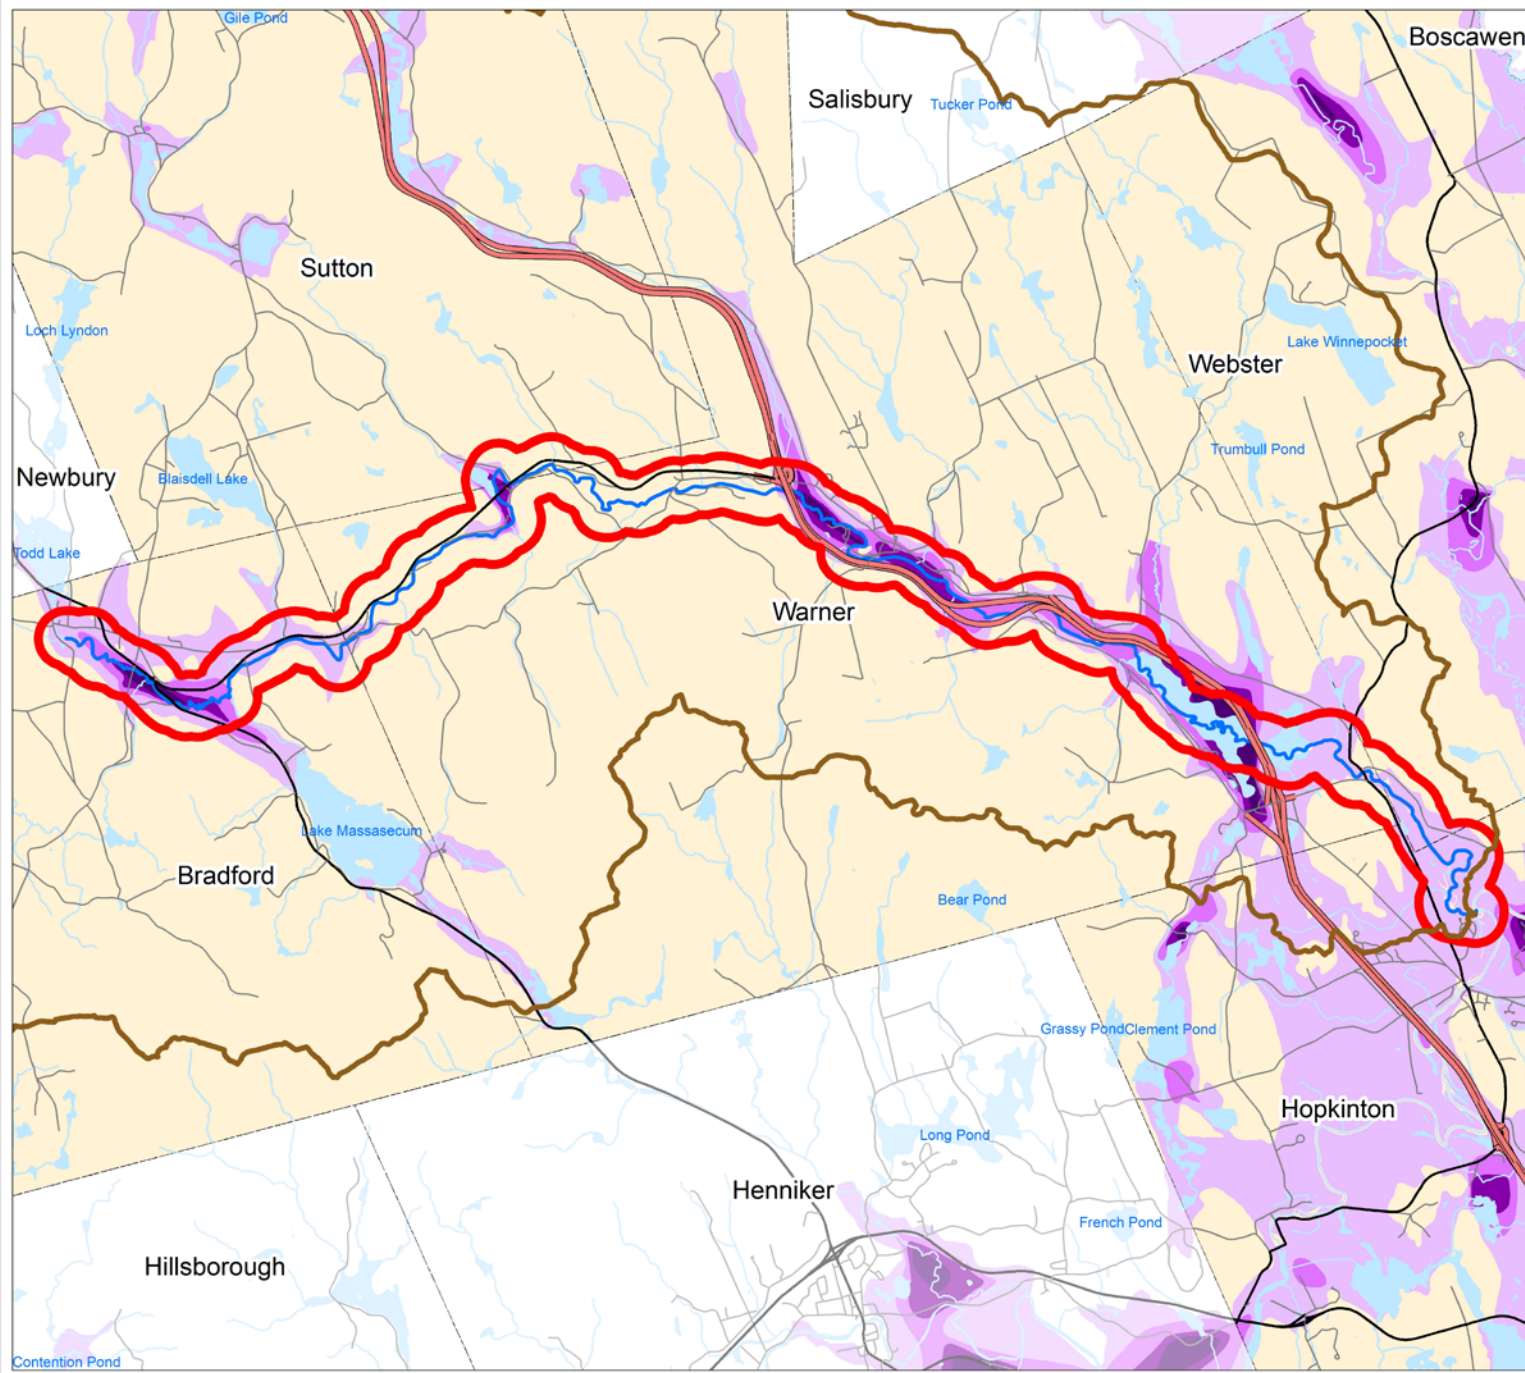 Gile Pond
Boscawen
Salisbury
Tucker Pond
Sutton
Loch Lyndon
Lake Winnepocket
Webster
Trumbull Pond
Newbury
Blaisdell Lake
Todd Lake
Warner
Lake Massasecum
Bradford
Bear Pond
Grassy Pond
Clement Pond
Hopkinton
Long Pond
Henniker
French Pond
Hillsborough
Contention Pond